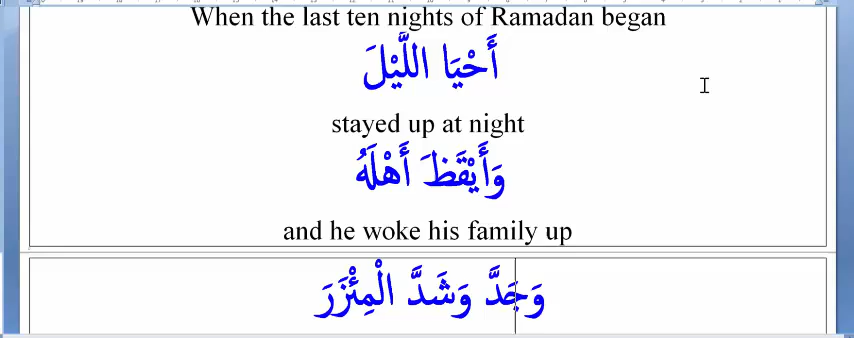 When the last ten nights of Ramadan began
أَحْيَا اللَّيْلَ
stayed up at night
وَأَيْقَظَ أَهْلَهُ
and he woke his family up
وَجَدَّ وَشَدَّ الْمِئْزَرَ